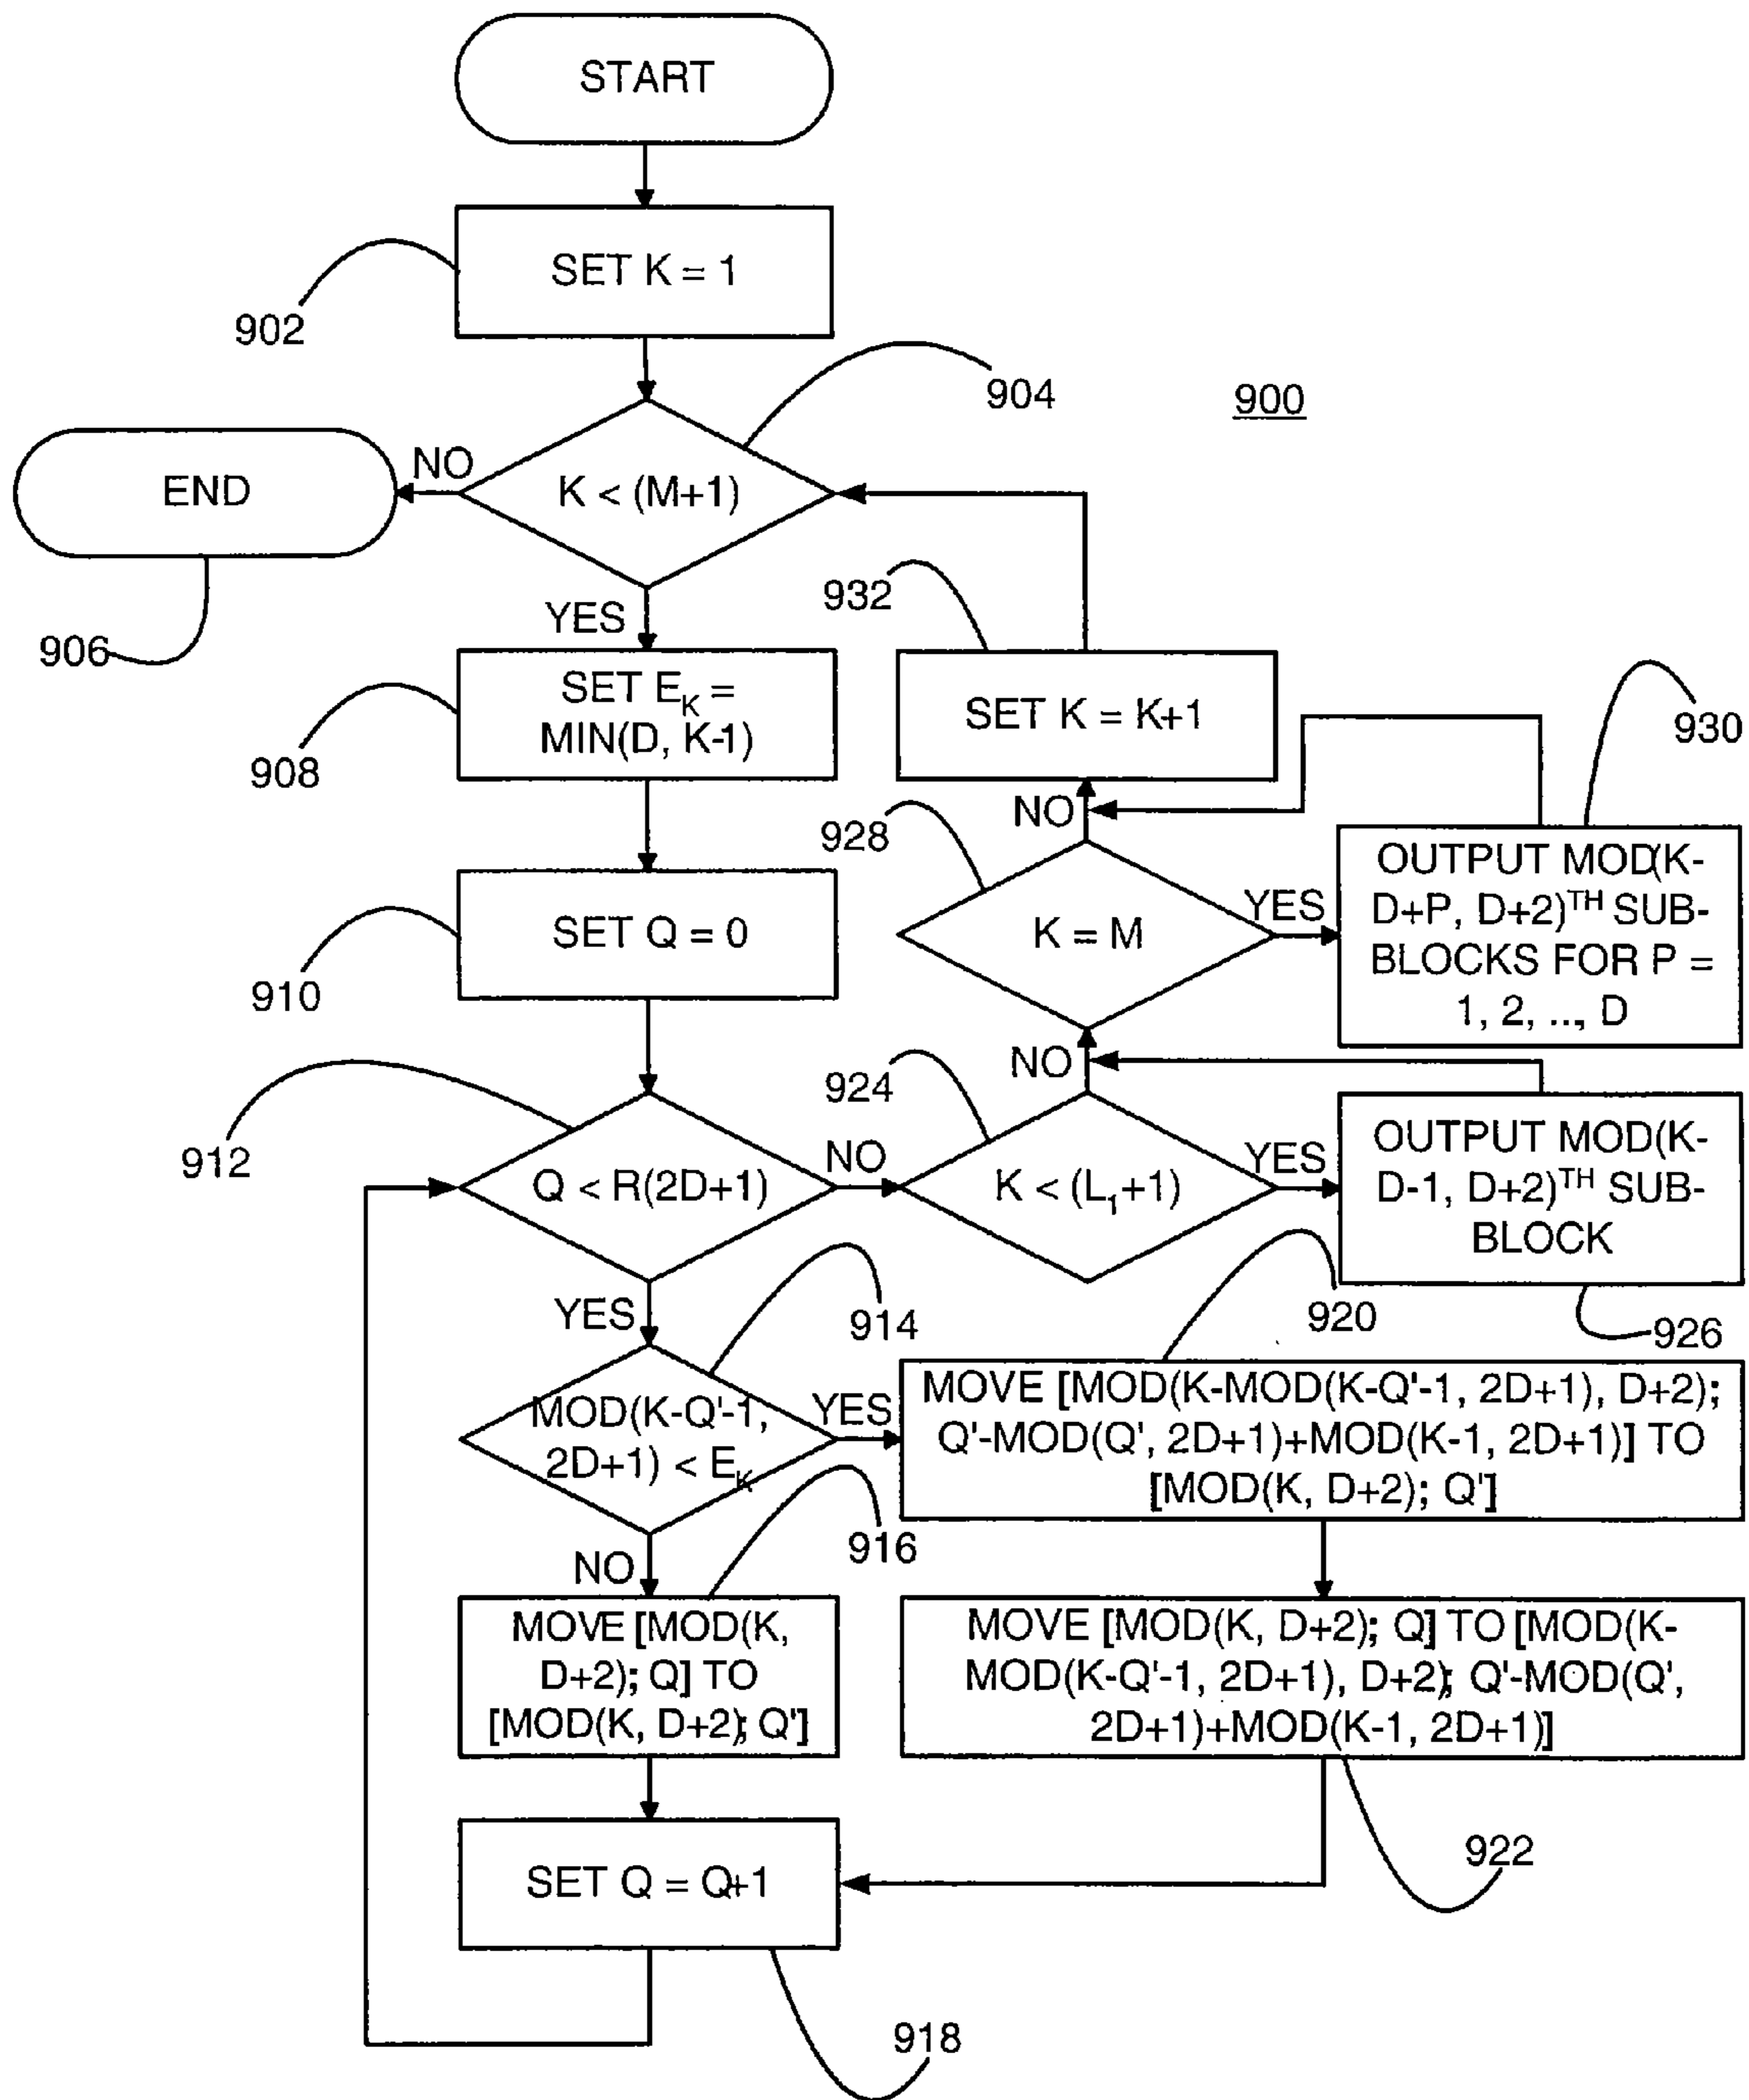 START
SET K = 1
902
904
900
K < (M+1)
NO
END
906
YES
SET E_K =
MIN(D, K-1)
908
932
SET K = K+1
930
NO
928
K = M
YES
OUTPUT MOD(K-
D+P, D+2)^TH SUB-
BLOCKS FOR P =
1, 2, .., D
SET Q = 0
910
NO
924
912
Q < R(2D+1)
NO
K < (L_1+1)
YES
OUTPUT MOD(K-
D-1, D+2)^TH SUB-
BLOCK
YES
914
920
926
MOD(K-Q'-1,
2D+1) < E_K
YES
MOVE [MOD(K-MOD(K-Q'-1, 2D+1), D+2);
Q'-MOD(Q', 2D+1)+MOD(K-1, 2D+1)] TO
[MOD(K, D+2); Q']
916
NO
MOVE [MOD(K,
D+2); Q] TO
[MOD(K, D+2); Q']
MOVE [MOD(K, D+2); Q] TO [MOD(K-
MOD(K-Q'-1, 2D+1), D+2); Q'-MOD(Q',
2D+1)+MOD(K-1, 2D+1)]
922
SET Q = Q+1
918